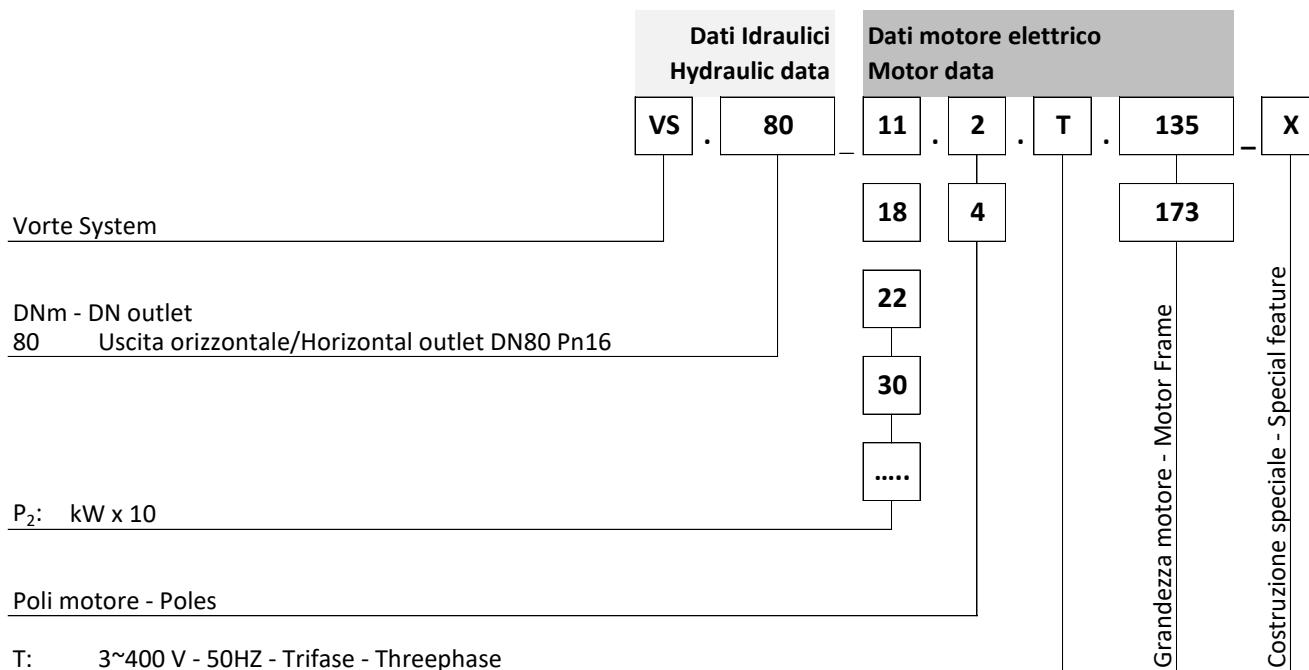 Dati Idraulici
Hydraulic data
Dati motore elettrico
Motor data
VS . 80 _ 11 . 2 . T . 135 _ X
18 4 173
Vorte System
22
DNm - DN outlet
80 Uscita orizzontale/Horizontal outlet DN80 Pn16
30
.....
P₂: kW x 10
Poli motore - Poles
T: 3~400 V - 50HZ - Trifase - Threephase
Grandezza motore - Motor Frame
Costruzione speciale - Special feature